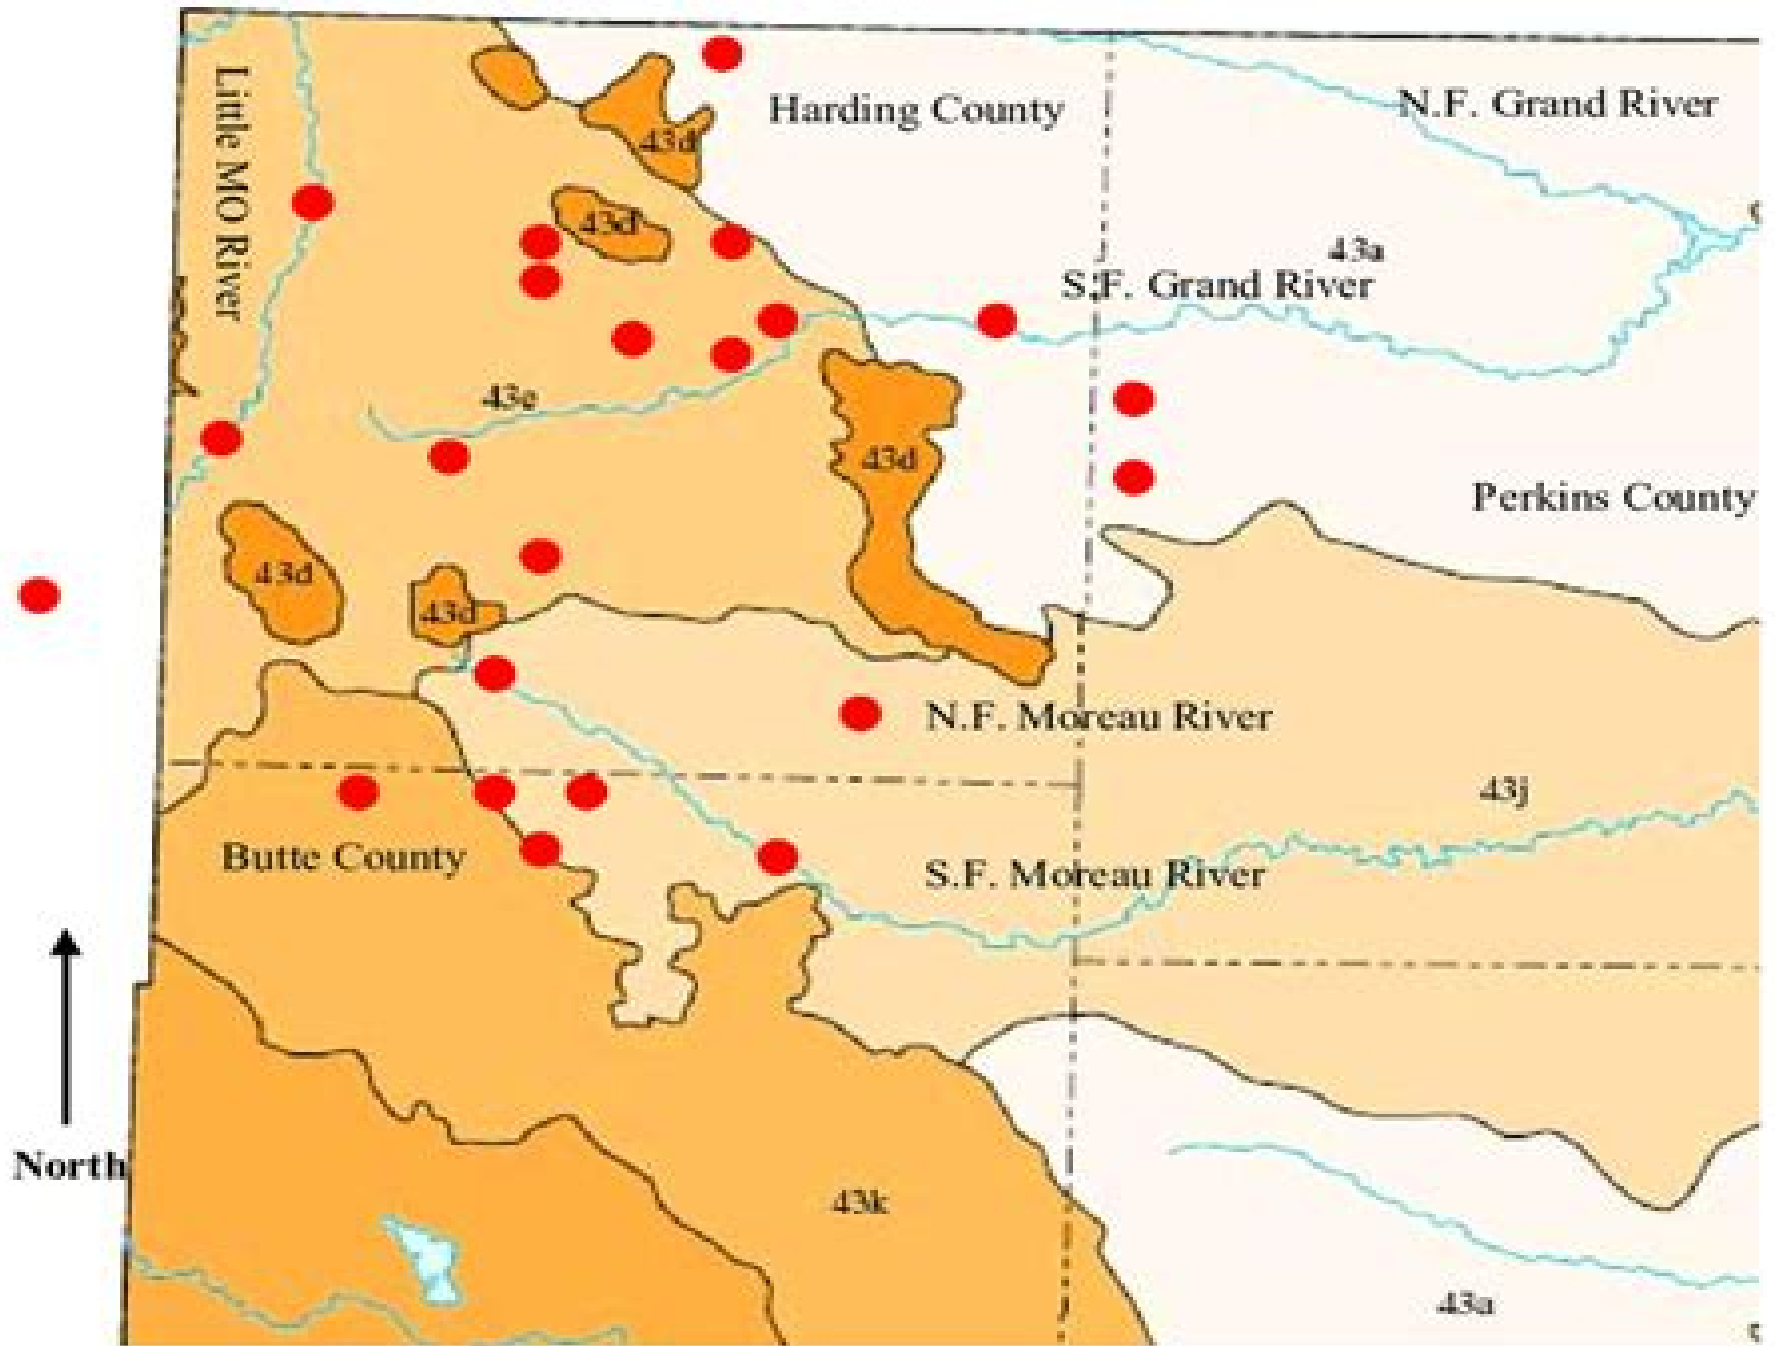 Little MO River
Harding County
N.F. Grand River
43d
43d
43a
S.F. Grand River
43e
43d
Perkins County
43d
43d
N.F. Moreau River
43j
Butte County
S.F. Moreau River
North
43k
43a